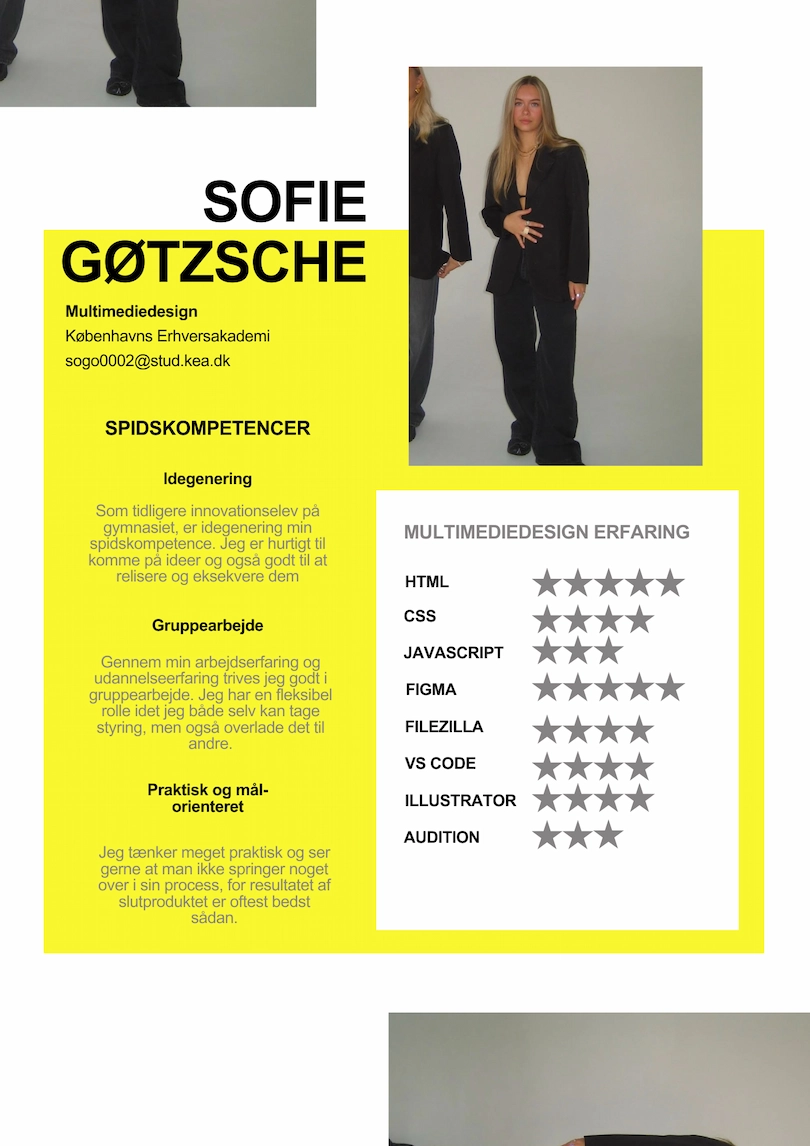 SOFIE
GØTZSCHE
Multimediedesign
Københavns Erhversakademi
sogo0002@stud.kea.dk
SPIDSKOMPETENCER
Idegenering
Som tidligere innovationselev på
gymnasiet, er idegenering min
spidskompetence. Jeg er hurtigt til
komme på ideer og også godt til at
relisere og eksekvere dem
Gruppearbejde
Gennem min arbejdserfaring og
udannelseerfaring trives jeg godt i
gruppearbejde. Jeg har en fleksibel
rolle idet jeg både selv kan tage
styring, men også overlade det til
andre.
Praktisk og mål-
orienteret
Jeg tænker meget praktisk og ser
gerne at man ikke springer noget
over i sin process, for resultatet af
slutproduktet er oftest bedst
sådan.
MULTIMEDIEDESIGN ERFARING
HTML
CSS
JAVASCRIPT
FIGMA
FILEZILLA
VS CODE
ILLUSTRATOR
AUDITION